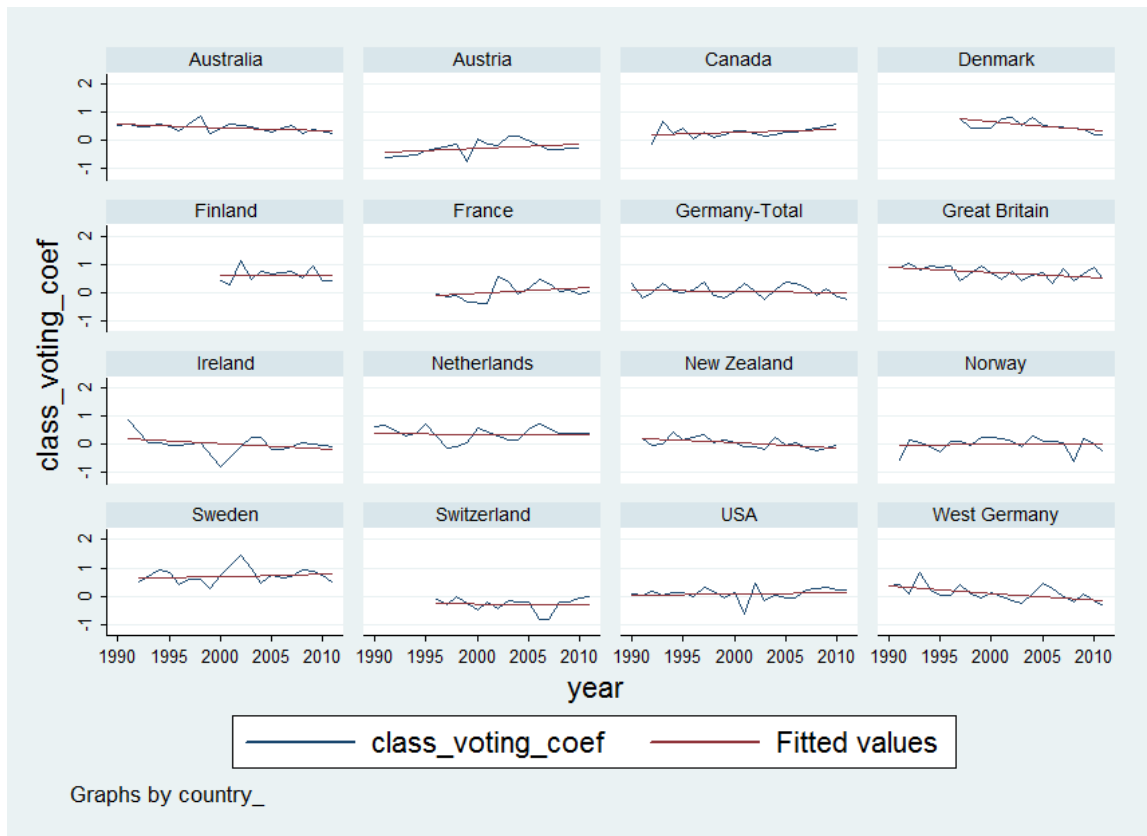 Australia Austria Canada Denmark
2
1
0
-1
Finland France Germany-Total Great Britain
2
1
0
-1
Ireland Netherlands New Zealand Norway
2
1
0
-1
Sweden Switzerland USA West Germany
2
1
0
-1
class_voting_coef
1990 1995 2000 2005 2010 1990 1995 2000 2005 2010 1990 1995 2000 2005 2010 1990 1995 2000 2005 2010
year
class_voting_coef Fitted values
Graphs by country_